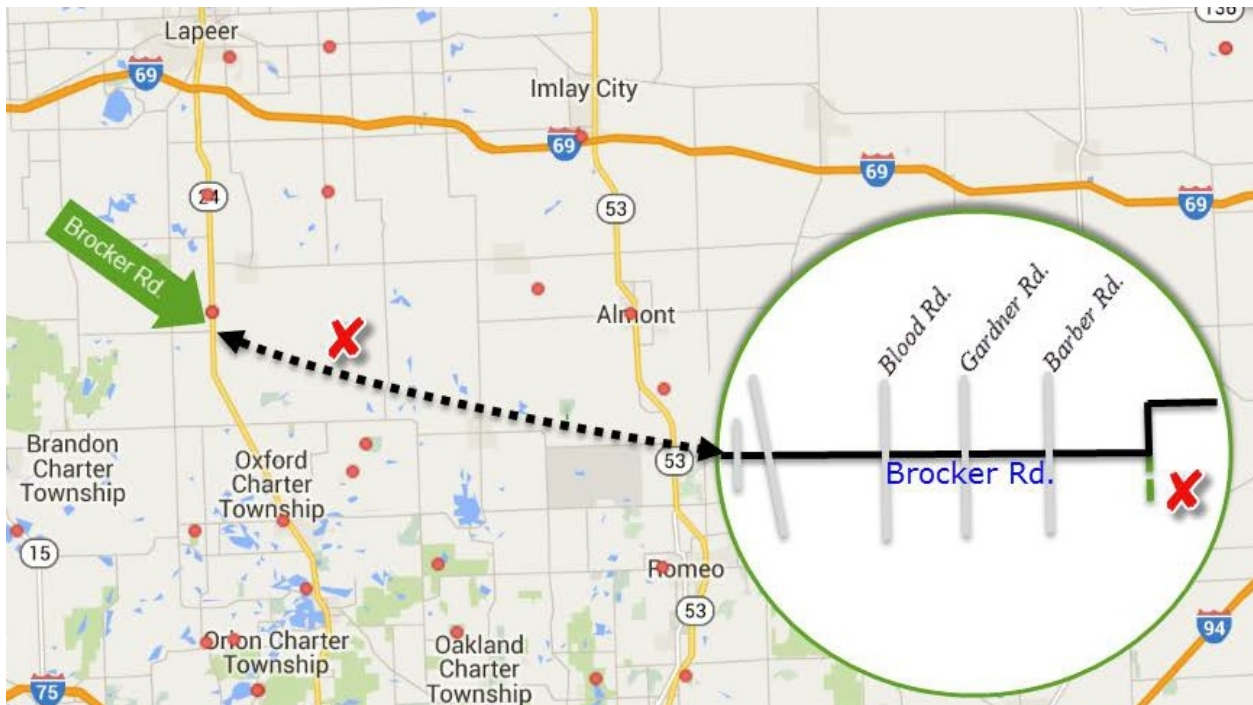 136
Lapeer
69
Imlay City
69
69
69
24
53
Brocker Rd.
Almont
Blood Rd.
Gardner Rd.
Barber Rd.
Brandon
Charter
Township
Oxford
Charter
Township
53
Brocker Rd.
15
Romeo
53
94
Orion Charter
Township
Oakland
Charter
Township
75